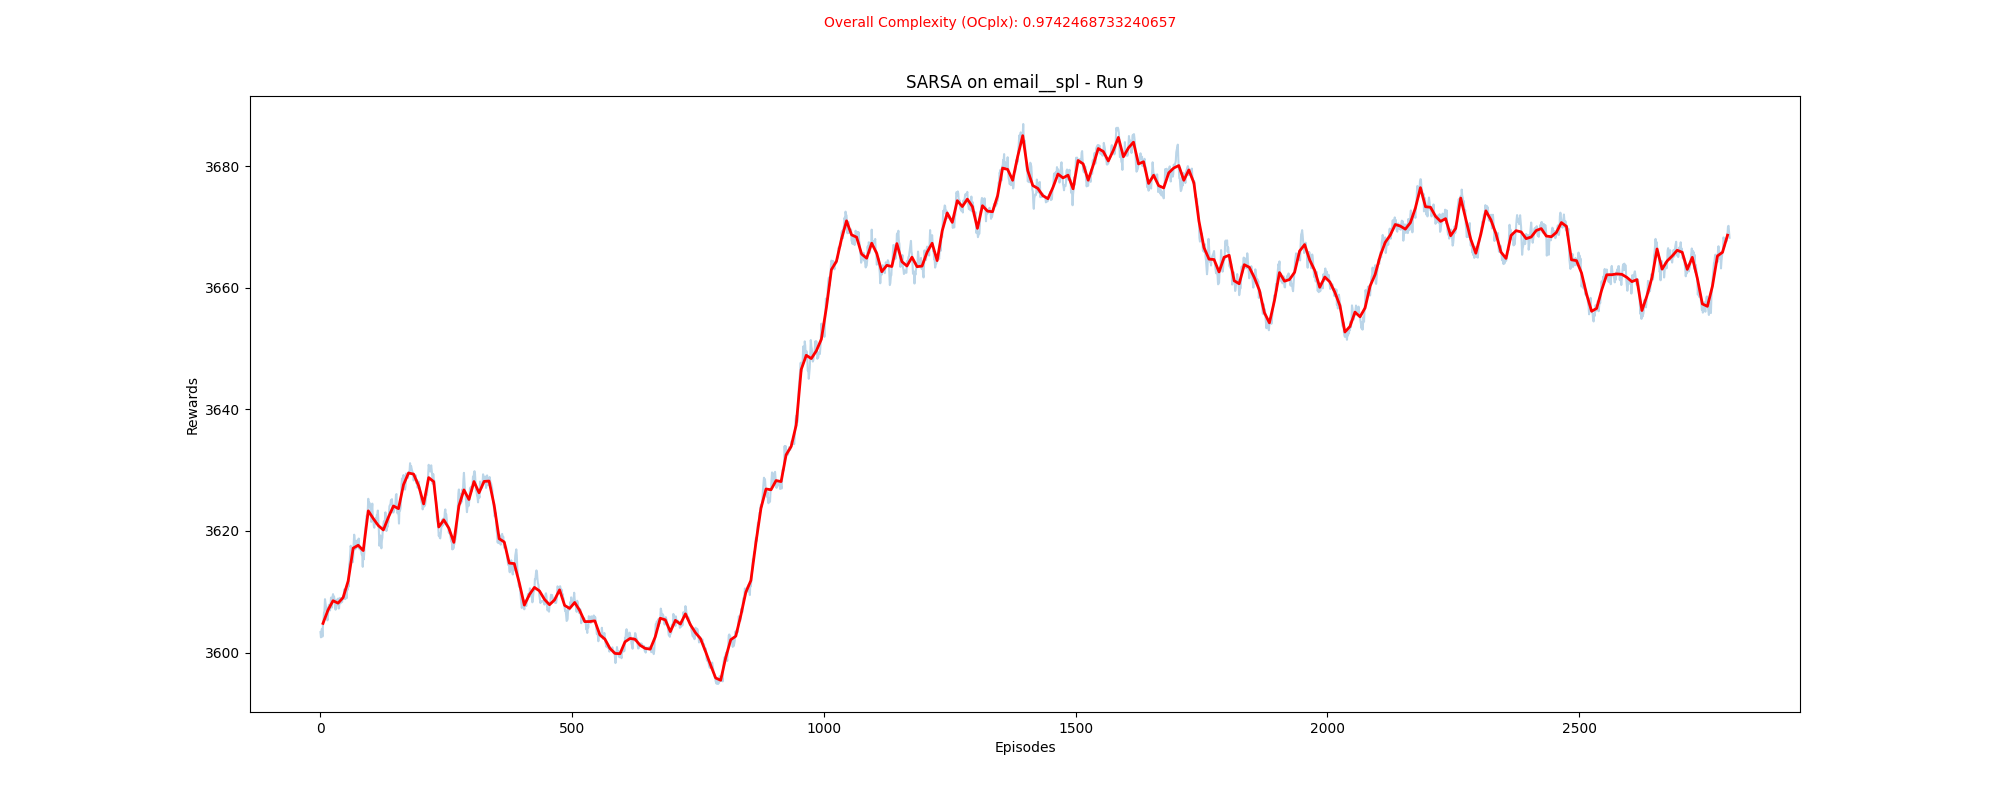 Overall Complexity (OCplx): 0.9742468733240657
SARSA on email__spl - Run 9
3680
3660
3640
3620
3600
Rewards
0 500 1000 1500 2000 2500
Episodes